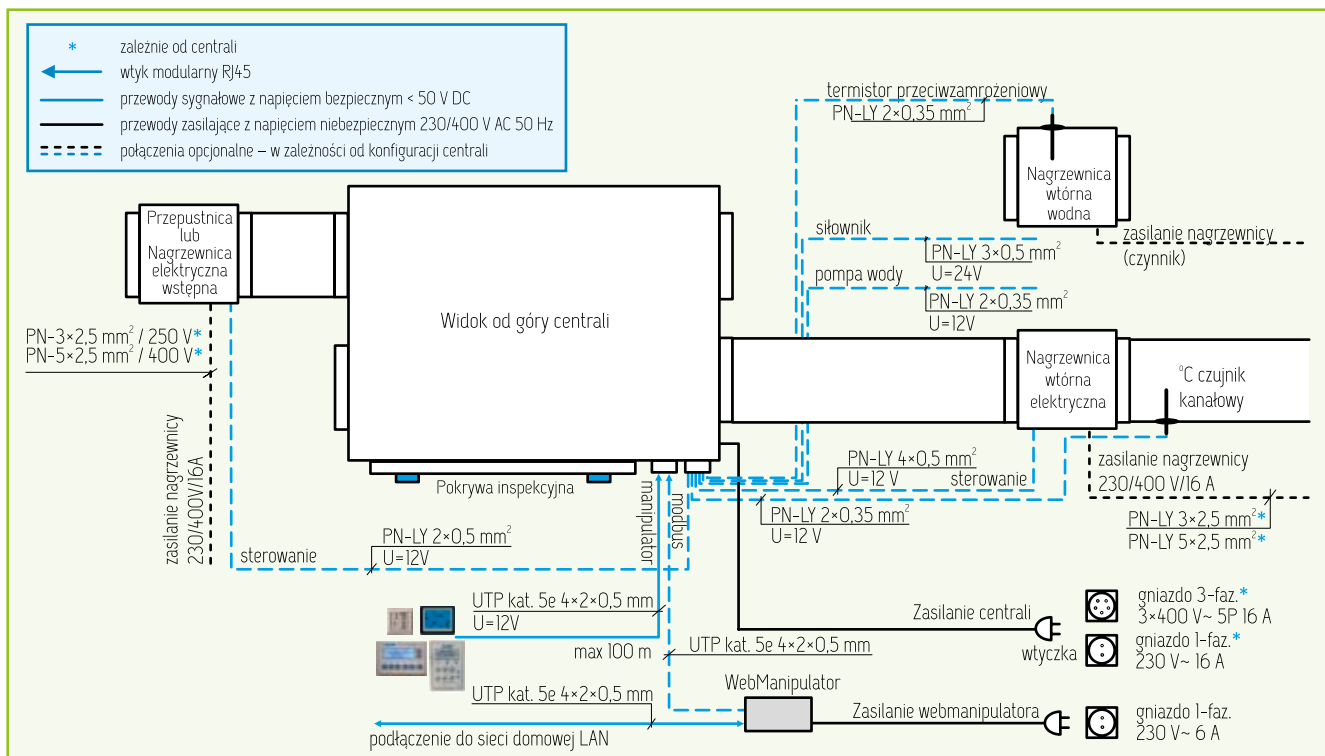 * zależnie od centrali
wtyk modularny RJ45
przewody sygnałowe z napięciem bezpiecznym < 50 V DC
przewody zasilające z napięciem niebezpiecznym 230/400 V AC 50 Hz
połączenia opcjonalne – w zależności od konfiguracji centrali
termistor przeciwzamrożeniowy
PN-LY 2×0,35 mm²
Nagrzewnica
wtórna
wodna
zasilanie nagrzewnicy
(czynnik)
Przepustnica
lub
Nagrzewnica
elektryczna
wstępna
siłownik
PN-LY 3×0,5 mm²
U=24V
pompa wody
PN-LY 2×0,35 mm²
U=12V
Widok od góry centrali
PN-3×2,5 mm² / 250 V*
PN-5×2,5 mm² / 400 V*
Nagrzewnica
wtórna
elektryczna
°C czujnik
kanałowy
zasilanie nagrzewnicy
230/400V/16A
Pokrywa inspekcyjna
manipulator
modbus
PN-LY 4×0,5 mm²
U=12 V
sterowanie
zasilanie nagrzewnicy
230/400 V/16 A
PN-LY 2×0,35 mm²
U=12 V
PN-LY 3×2,5 mm²*
PN-LY 5×2,5 mm²*
sterowanie
PN-LY 2×0,5 mm²
U=12V
UTP kat. 5e 4×2×0,5 mm
U=12V
max 100 m
UTP kat. 5e 4×2×0,5 mm
Zasilanie centrali
wtyczka
gniazdo 3-faz.*
3×400 V~ 5P 16 A
gniazdo 1-faz.*
230 V~ 16 A
UTP kat. 5e 4×2×0,5 mm
podłączenie do sieci domowej LAN
WebManipulator
Zasilanie webmanipulatora
gniazdo 1-faz.
230 V~ 6 A